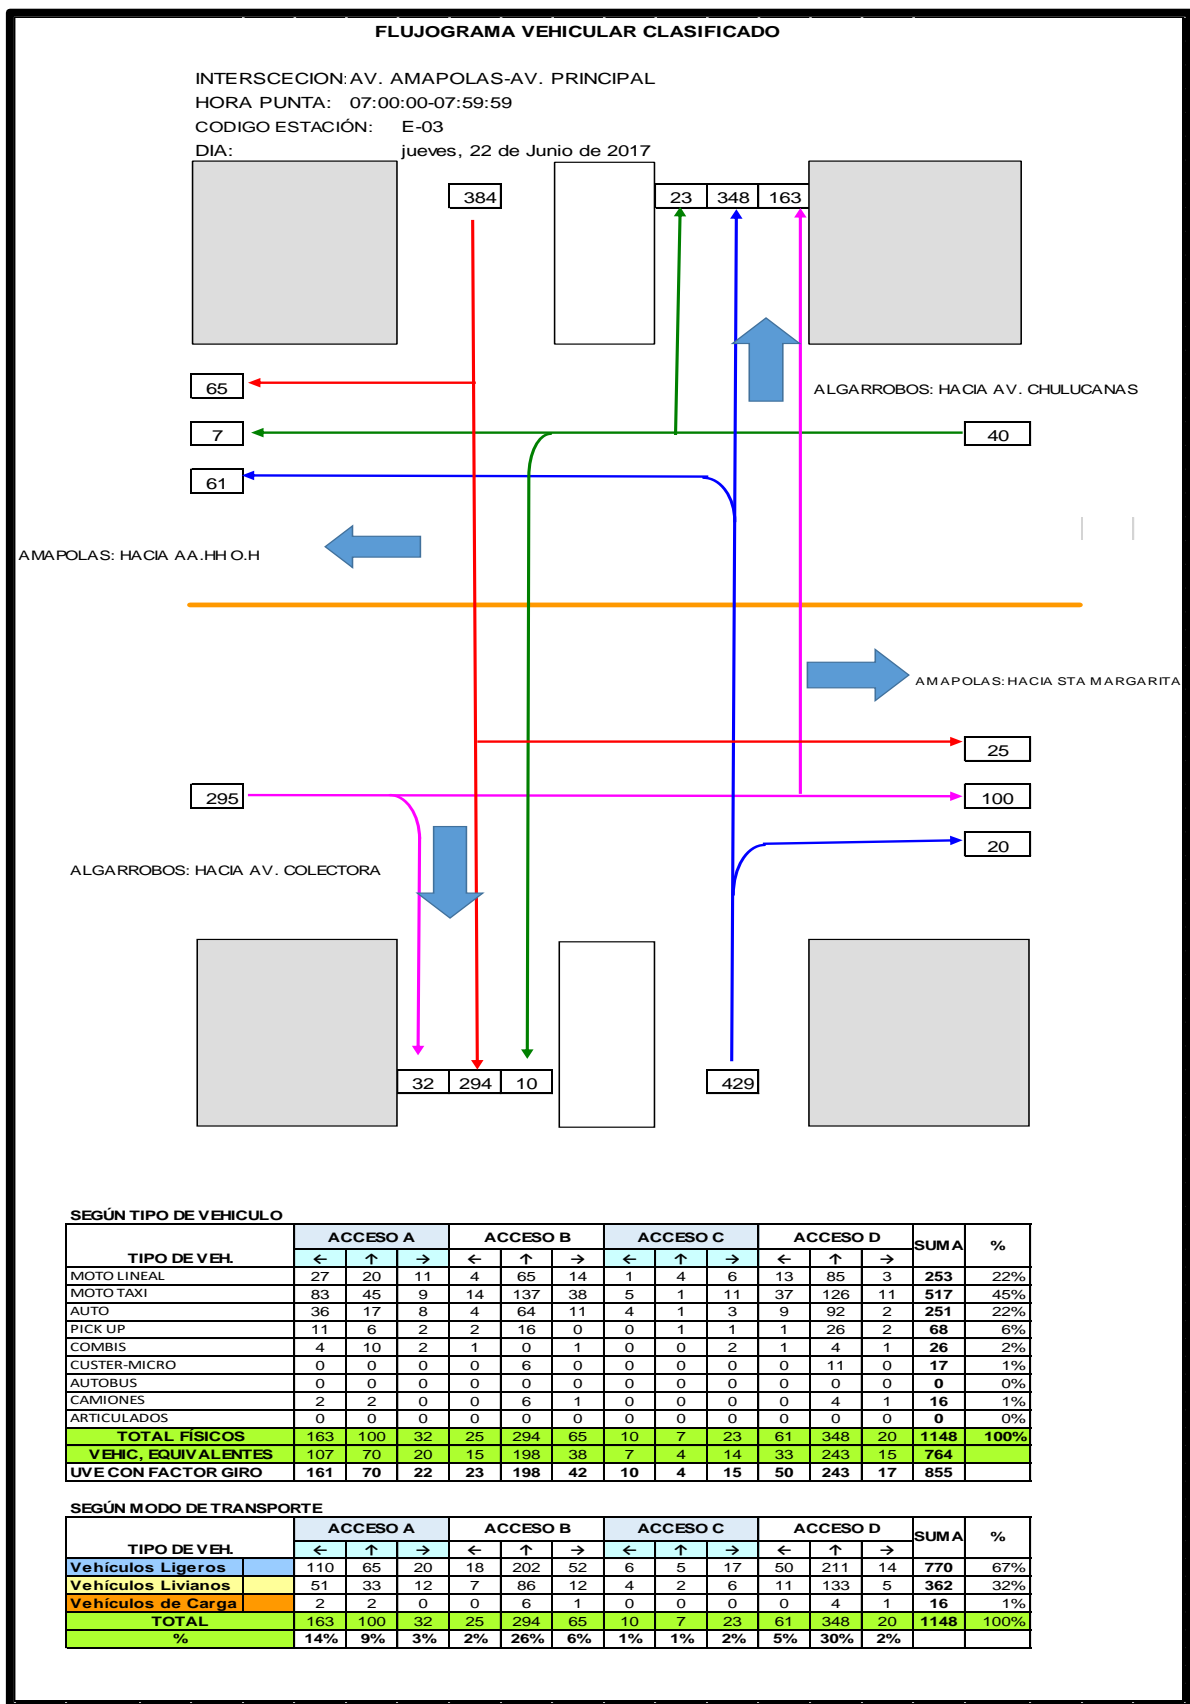 FLUJOGRAMA VEHICULAR CLASIFICADO
INTERSCECION: AV. AMAPOLAS-AV. PRINCIPAL
HORA PUNTA: 07:00:00-07:59:59
CODIGO ESTACIÓN: E-03
DIA: jueves, 22 de Junio de 2017
384 23 348 163
65
ALGARROBOS: HACIA AV. CHULUCANAS
7 40
61
AMAPOLAS: HACIA AA.HH O.H
AMAPOLAS: HACIA STA MARGARITA
25
295 100
20
ALGARROBOS: HACIA AV. COLECTORA
32 294 10 429
SEGÚN TIPO DE VEHICULO
TIPO DE VEH. ACCESO A ACCESO B ACCESO C ACCESO D SUMA %
← ↑ → ← ↑ → ← ↑ → ← ↑ →
MOTO LINEAL 27 20 11 4 65 14 1 4 6 13 85 3 253 22%
MOTO TAXI 83 45 9 14 137 38 5 1 11 37 126 11 517 45%
AUTO 36 17 8 4 64 11 4 1 3 9 92 2 251 22%
PICK UP 11 6 2 2 16 0 0 1 1 1 26 2 68 6%
COMBIS 4 10 2 1 0 1 0 0 2 1 4 1 26 2%
CUSTER-MICRO 0 0 0 0 6 0 0 0 0 0 11 0 17 1%
AUTOBUS 0 0 0 0 0 0 0 0 0 0 0 0 0 0%
CAMIONES 2 2 0 0 6 1 0 0 0 0 4 1 16 1%
ARTICULADOS 0 0 0 0 0 0 0 0 0 0 0 0 0 0%
TOTAL FÍSICOS 163 100 32 25 294 65 10 7 23 61 348 20 1148 100%
VEHIC, EQUIVALENTES 107 70 20 15 198 38 7 4 14 33 243 15 764
UVE CON FACTOR GIRO 161 70 22 23 198 42 10 4 15 50 243 17 855
SEGÚN MODO DE TRANSPORTE
TIPO DE VEH. ACCESO A ACCESO B ACCESO C ACCESO D SUMA %
← ↑ → ← ↑ → ← ↑ → ← ↑ →
Vehículos Ligeros 110 65 20 18 202 52 6 5 17 50 211 14 770 67%
Vehículos Livianos 51 33 12 7 86 12 4 2 6 11 133 5 362 32%
Vehículos de Carga 2 2 0 0 6 1 0 0 0 0 4 1 16 1%
TOTAL 163 100 32 25 294 65 10 7 23 61 348 20 1148 100%
% 14% 9% 3% 2% 26% 6% 1% 1% 2% 5% 30% 2%